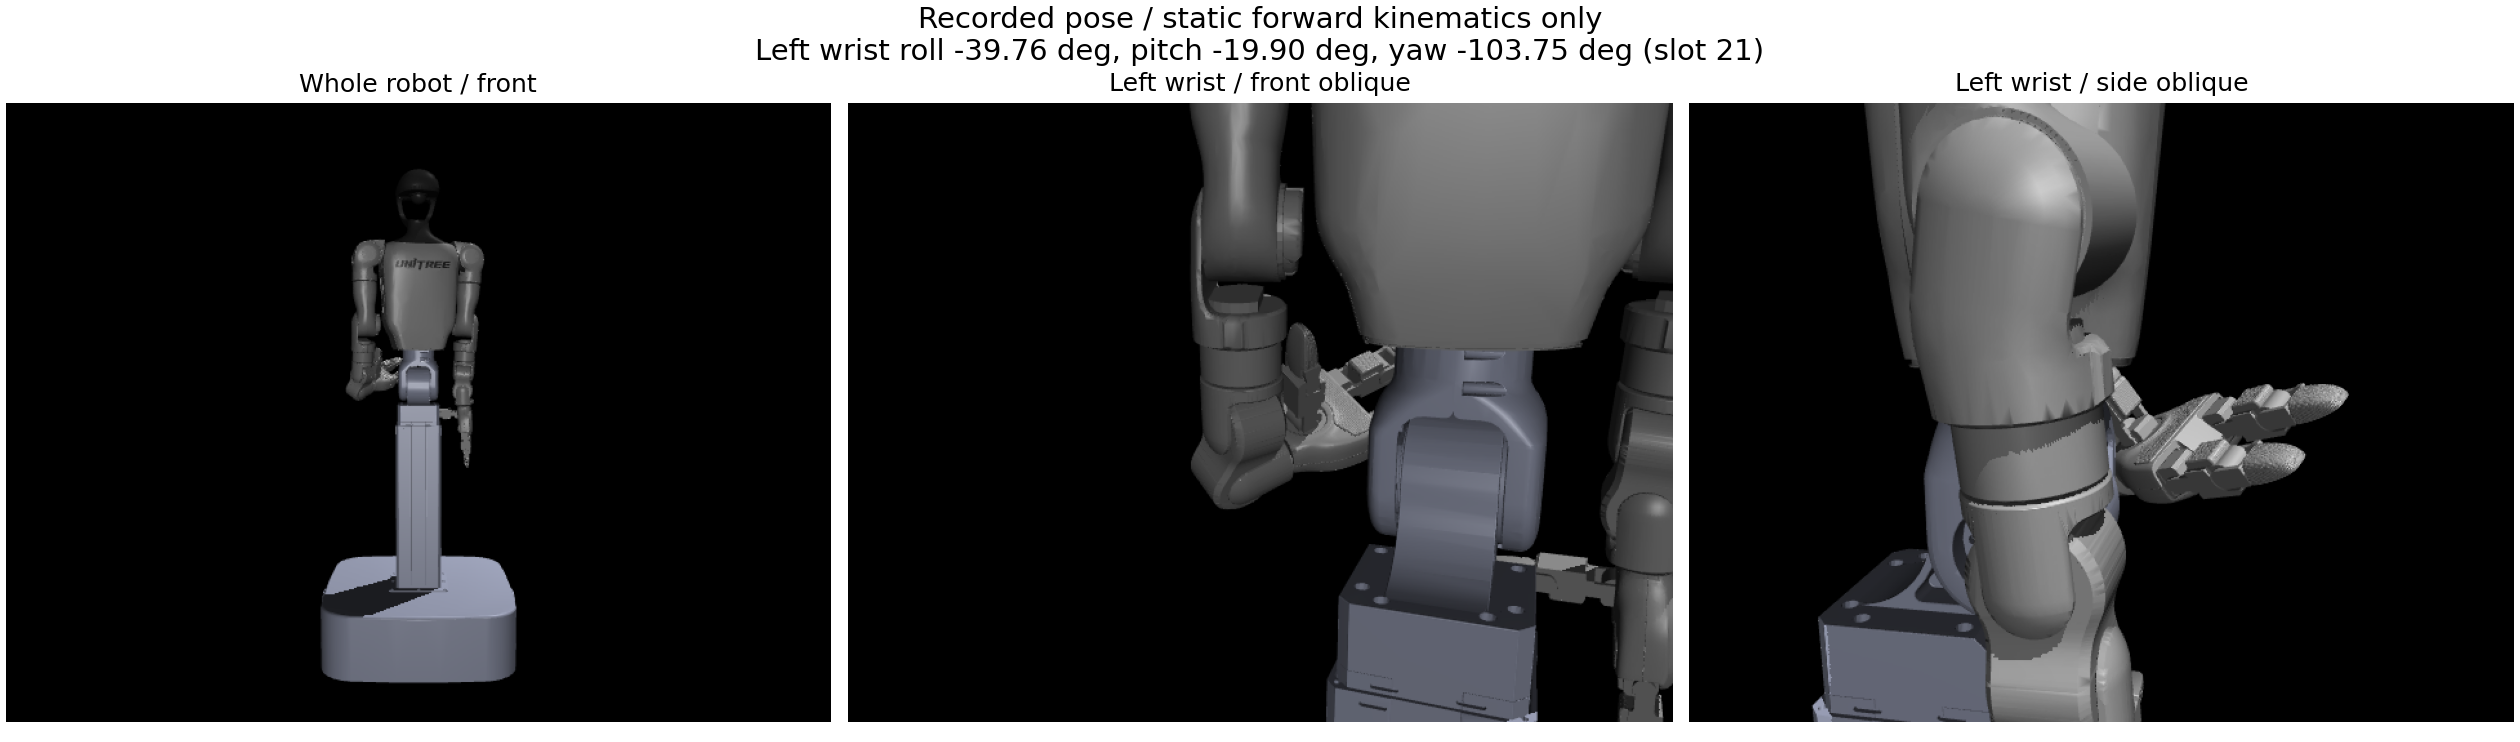 Recorded pose / static forward kinematics only
Left wrist roll -39.76 deg, pitch -19.90 deg, yaw -103.75 deg (slot 21)
Whole robot / front
Left wrist / front oblique
Left wrist / side oblique
UNITREE